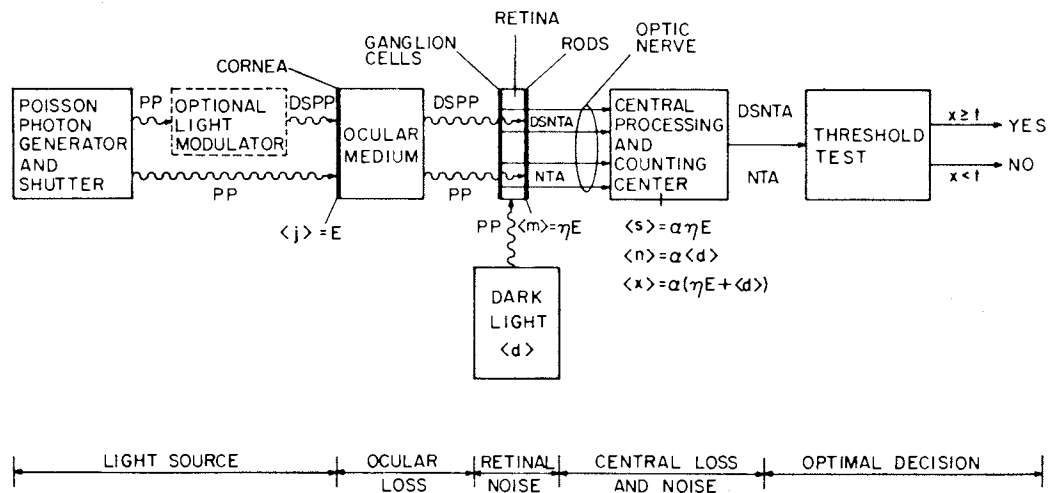 RETINA
GANGLION
CELLS
RODS
OPTIC
NERVE
CORNEA
POISSON
PHOTON
GENERATOR
AND
SHUTTER
PP
OPTIONAL
LIGHT
MODULATOR
DSPP
PP
OCULAR
MEDIUM
DSPP
PP
DSNTA
NTA
CENTRAL
PROCESSING
AND
COUNTING
CENTER
DSNTA
NTA
THRESHOLD
TEST
x≥t
YES
x<t
NO
⟨j⟩=E
PP
⟨m⟩=ηE
⟨s⟩=αηE
⟨n⟩=α⟨d⟩
⟨x⟩=α(ηE+⟨d⟩)
DARK
LIGHT
⟨d⟩
LIGHT SOURCE
OCULAR
LOSS
RETINAL
NOISE
CENTRAL LOSS
AND NOISE
OPTIMAL DECISION